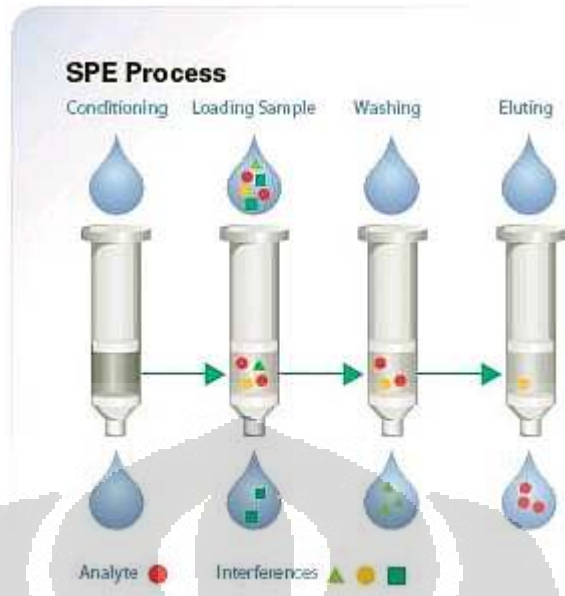 SPE Process
Conditioning Loading Sample Washing Eluting
Analyte Interferences